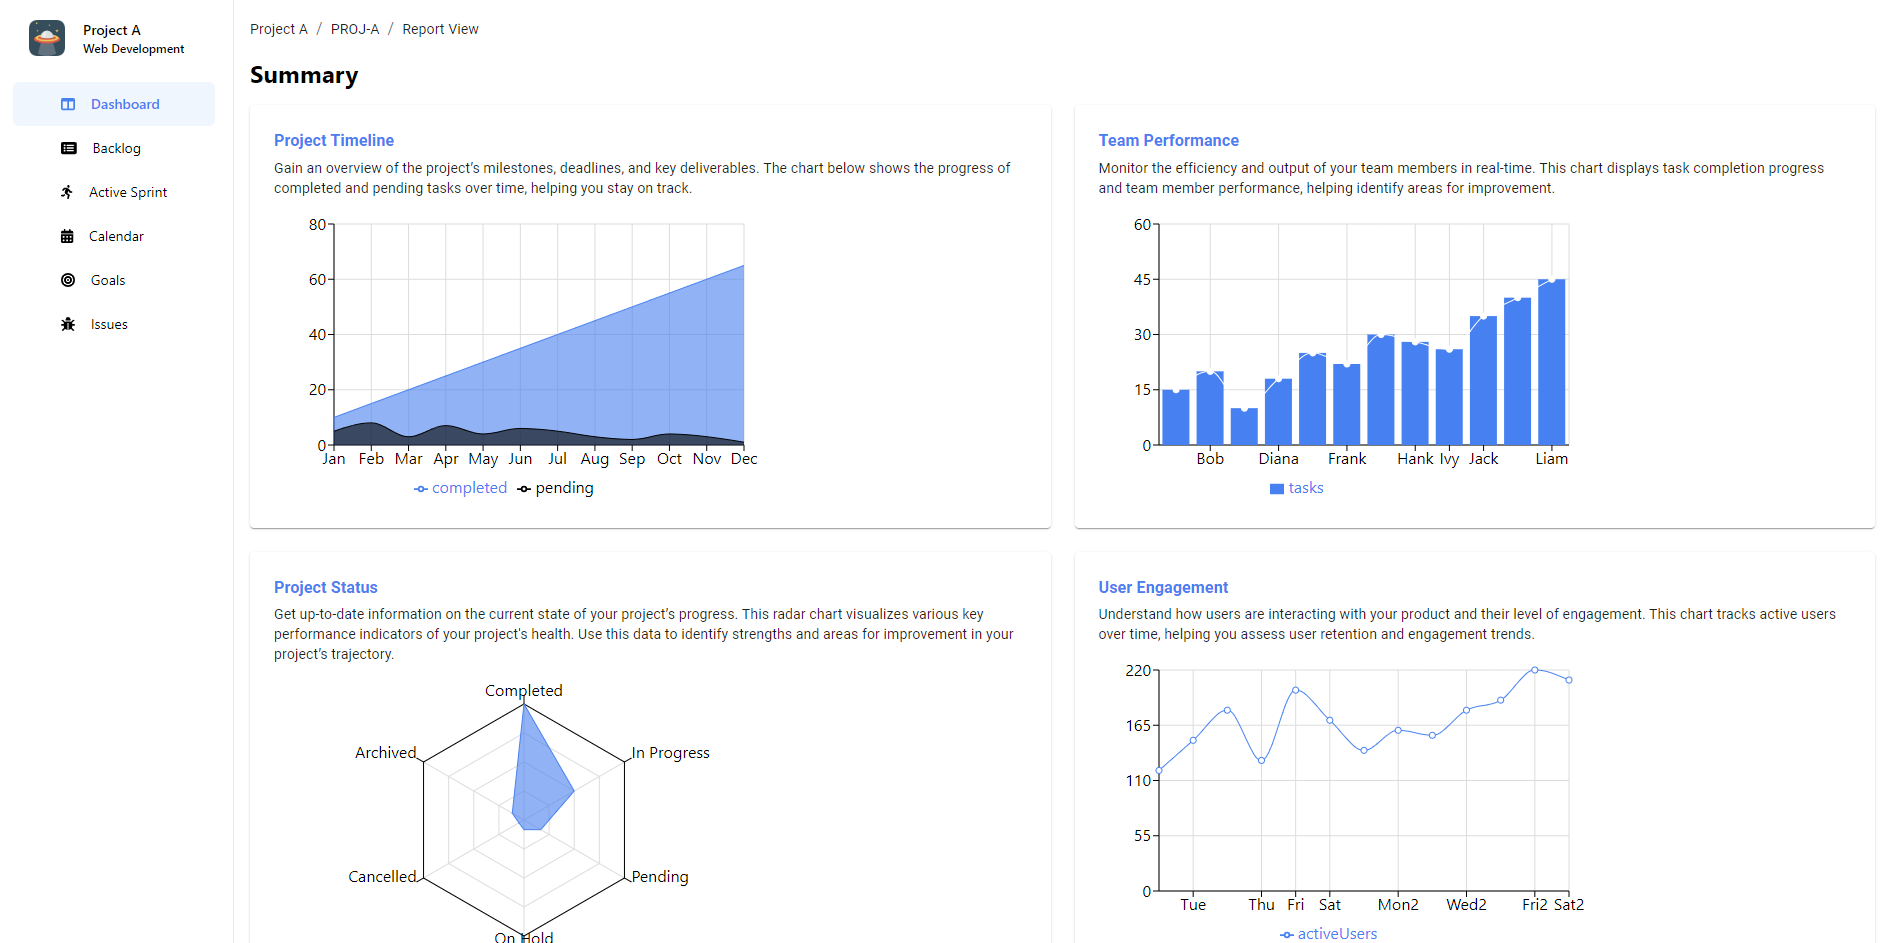 Project A
Web Development
Dashboard
Backlog
Active Sprint
Calendar
Goals
Issues
Project A / PROJ-A / Report View
Summary
Project Timeline
Gain an overview of the project's milestones, deadlines, and key deliverables. The chart below shows the progress of
completed and pending tasks over time, helping you stay on track.
80
60
40
20
0
Jan Feb Mar Apr May Jun Jul Aug Sep Oct Nov Dec
completed pending
Team Performance
Monitor the efficiency and output of your team members in real-time. This chart displays task completion progress
and team member performance, helping identify areas for improvement.
60
45
30
15
0
Bob Diana Frank Hank Ivy Jack Liam
tasks
Project Status
Get up-to-date information on the current state of your project's progress. This radar chart visualizes various key
performance indicators of your project's health. Use this data to identify strengths and areas for improvement in your
project's trajectory.
Completed
Archived In Progress
Cancelled Pending
On Hold
User Engagement
Understand how users are interacting with your product and their level of engagement. This chart tracks active users
over time, helping you assess user retention and engagement trends.
220
165
110
55
0
Tue Thu Fri Sat Mon2 Wed2 Fri2 Sat2
activeUsers